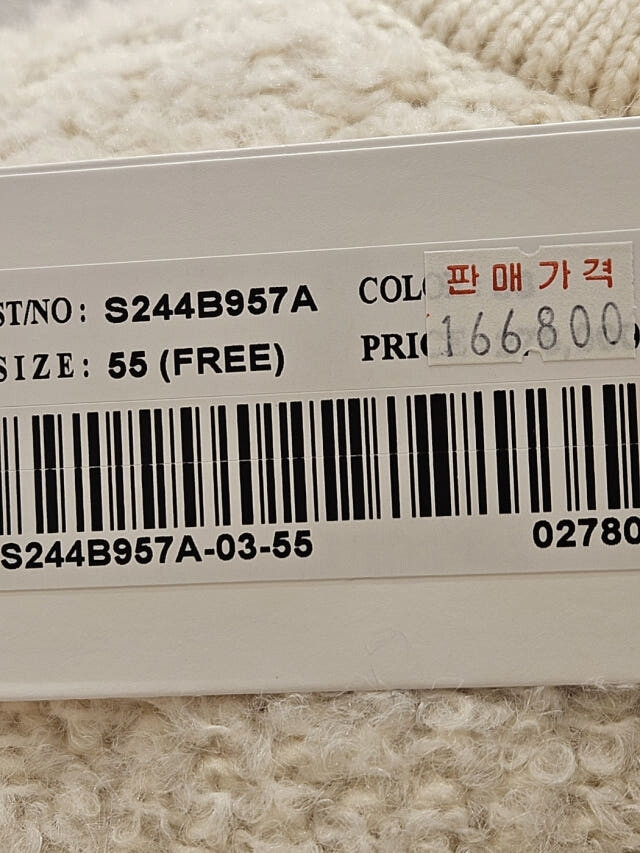 ST/NO: S244B957A
COLO
판매가격
SIZE: 55 (FREE)
PRIC
166,800
S244B957A-03-55
02780